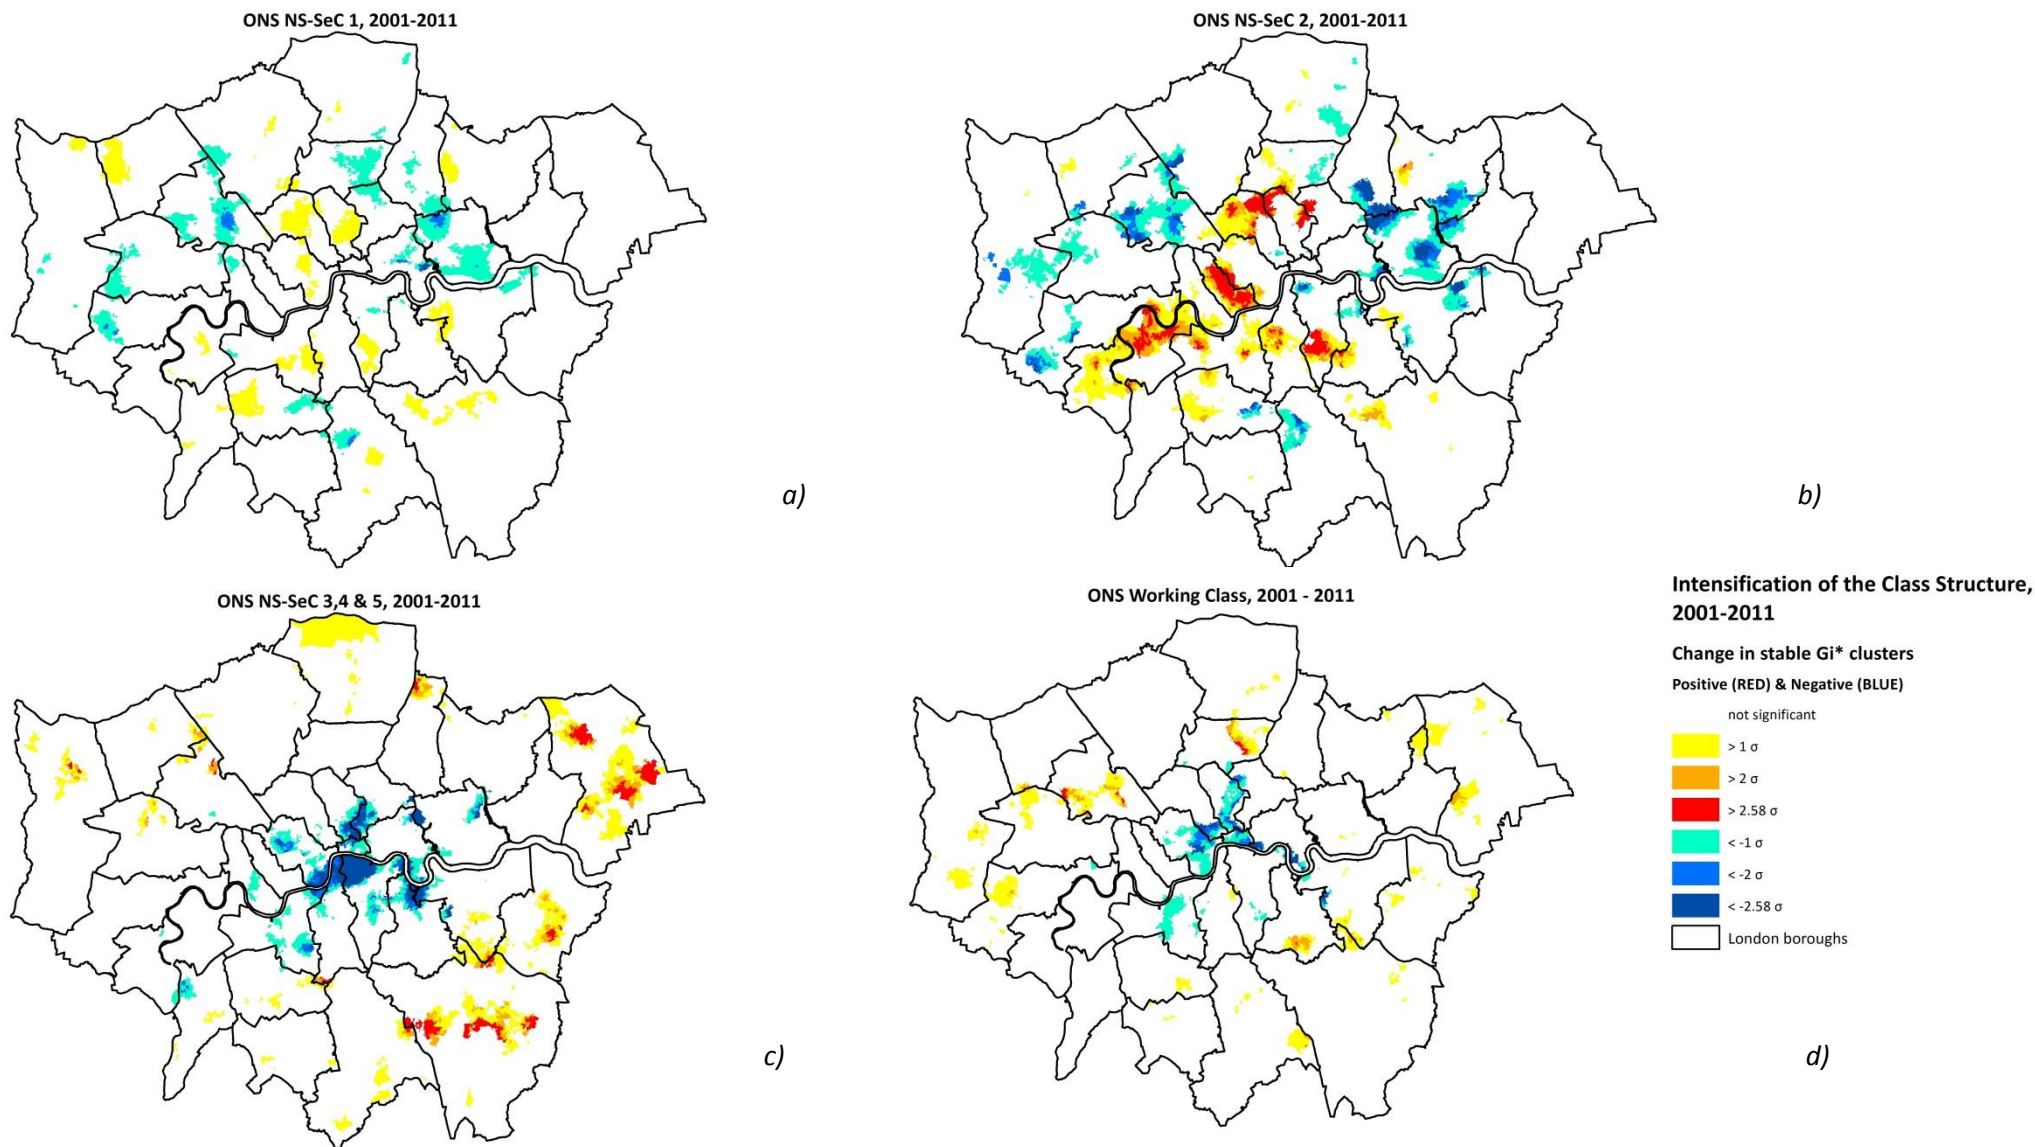 ONS NS-SeC 1, 2001-2011
ONS NS-SeC 2, 2001-2011
a)
b)
ONS NS-SeC 3,4 & 5, 2001-2011
ONS Working Class, 2001 - 2011
Intensification of the Class Structure,
2001-2011
Change in stable Gi* clusters
Positive (RED) & Negative (BLUE)
not significant
> 1 σ
> 2 σ
> 2.58 σ
< -1 σ
< -2 σ
< -2.58 σ
London boroughs
c)
d)